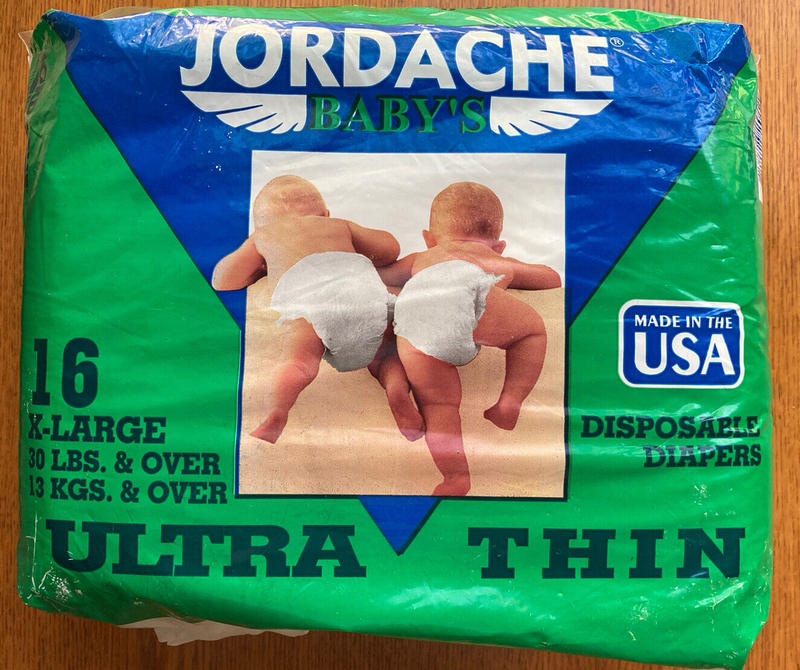 JORDACHE®
BABY'S
MADE IN THE
USA
16
X-LARGE
30 LBS. & OVER
13 KGS. & OVER
DISPOSABLE
DIAPERS
ULTRA THIN